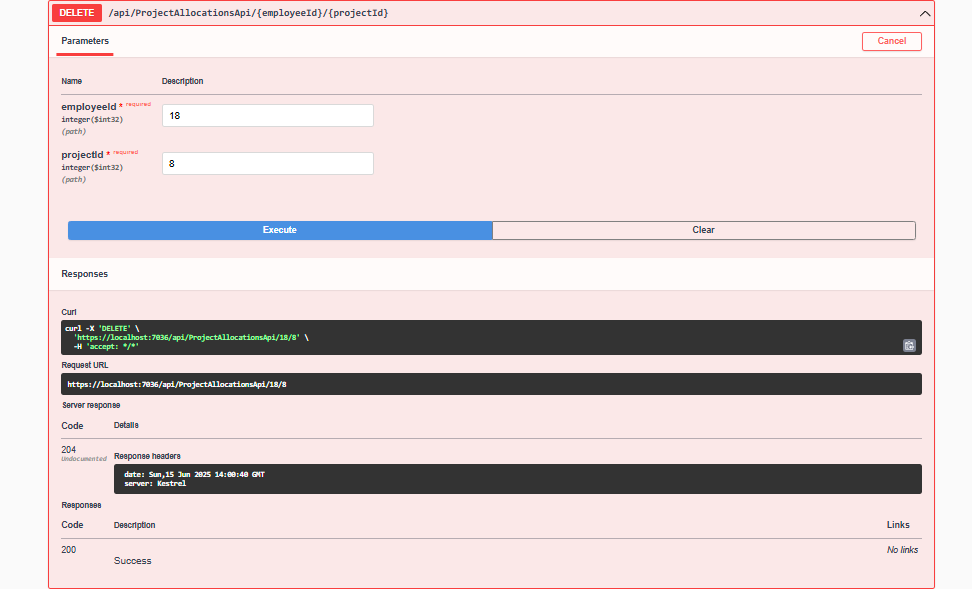 DELETE /api/ProjectAllocationsApi/{employeeId}/{projectId}
Parameters Cancel
Name Description
employeeId * required
integer($int32)
(path)
18
projectId * required
integer($int32)
(path)
8
Execute Clear
Responses
Curl
curl -X 'DELETE' \
'https://localhost:7036/api/ProjectAllocationsApi/18/8' \
-H 'accept: */*'
Request URL
https://localhost:7036/api/ProjectAllocationsApi/18/8
Server response
Code Details
204
Undocumented
Response headers
date: Sun,15 Jun 2025 14:00:40 GMT
server: Kestrel
Responses
Code Description Links
200 No links
Success